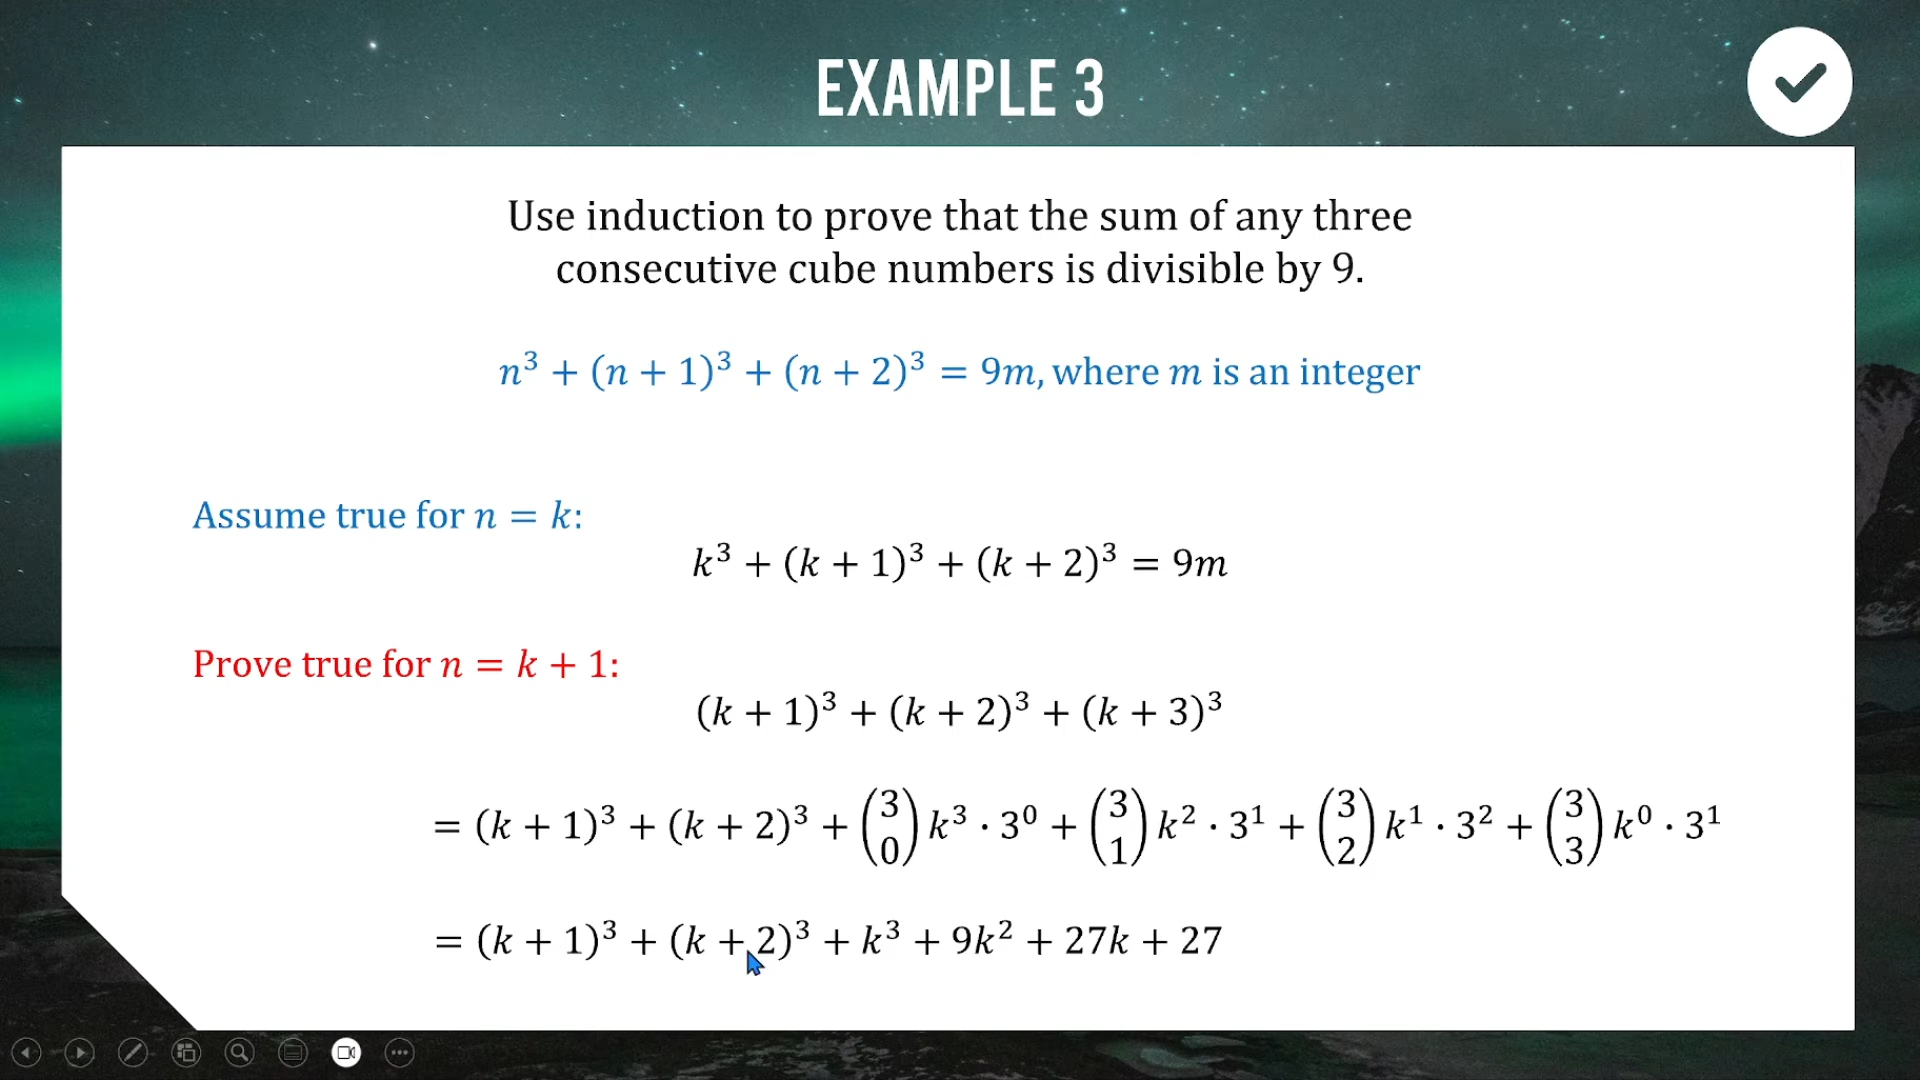 EXAMPLE 3
Use induction to prove that the sum of any three
consecutive cube numbers is divisible by 9.
n³ + (n + 1)³ + (n + 2)³ = 9m, where m is an integer
Assume true for n = k:
k³ + (k + 1)³ + (k + 2)³ = 9m
Prove true for n = k + 1:
(k + 1)³ + (k + 2)³ + (k + 3)³
= (k + 1)³ + (k + 2)³ + (3 0) k³ · 3⁰ + (3 1) k² · 3¹ + (3 2) k¹ · 3² + (3 3) k⁰ · 3¹
= (k + 1)³ + (k + 2)³ + k³ + 9k² + 27k + 27